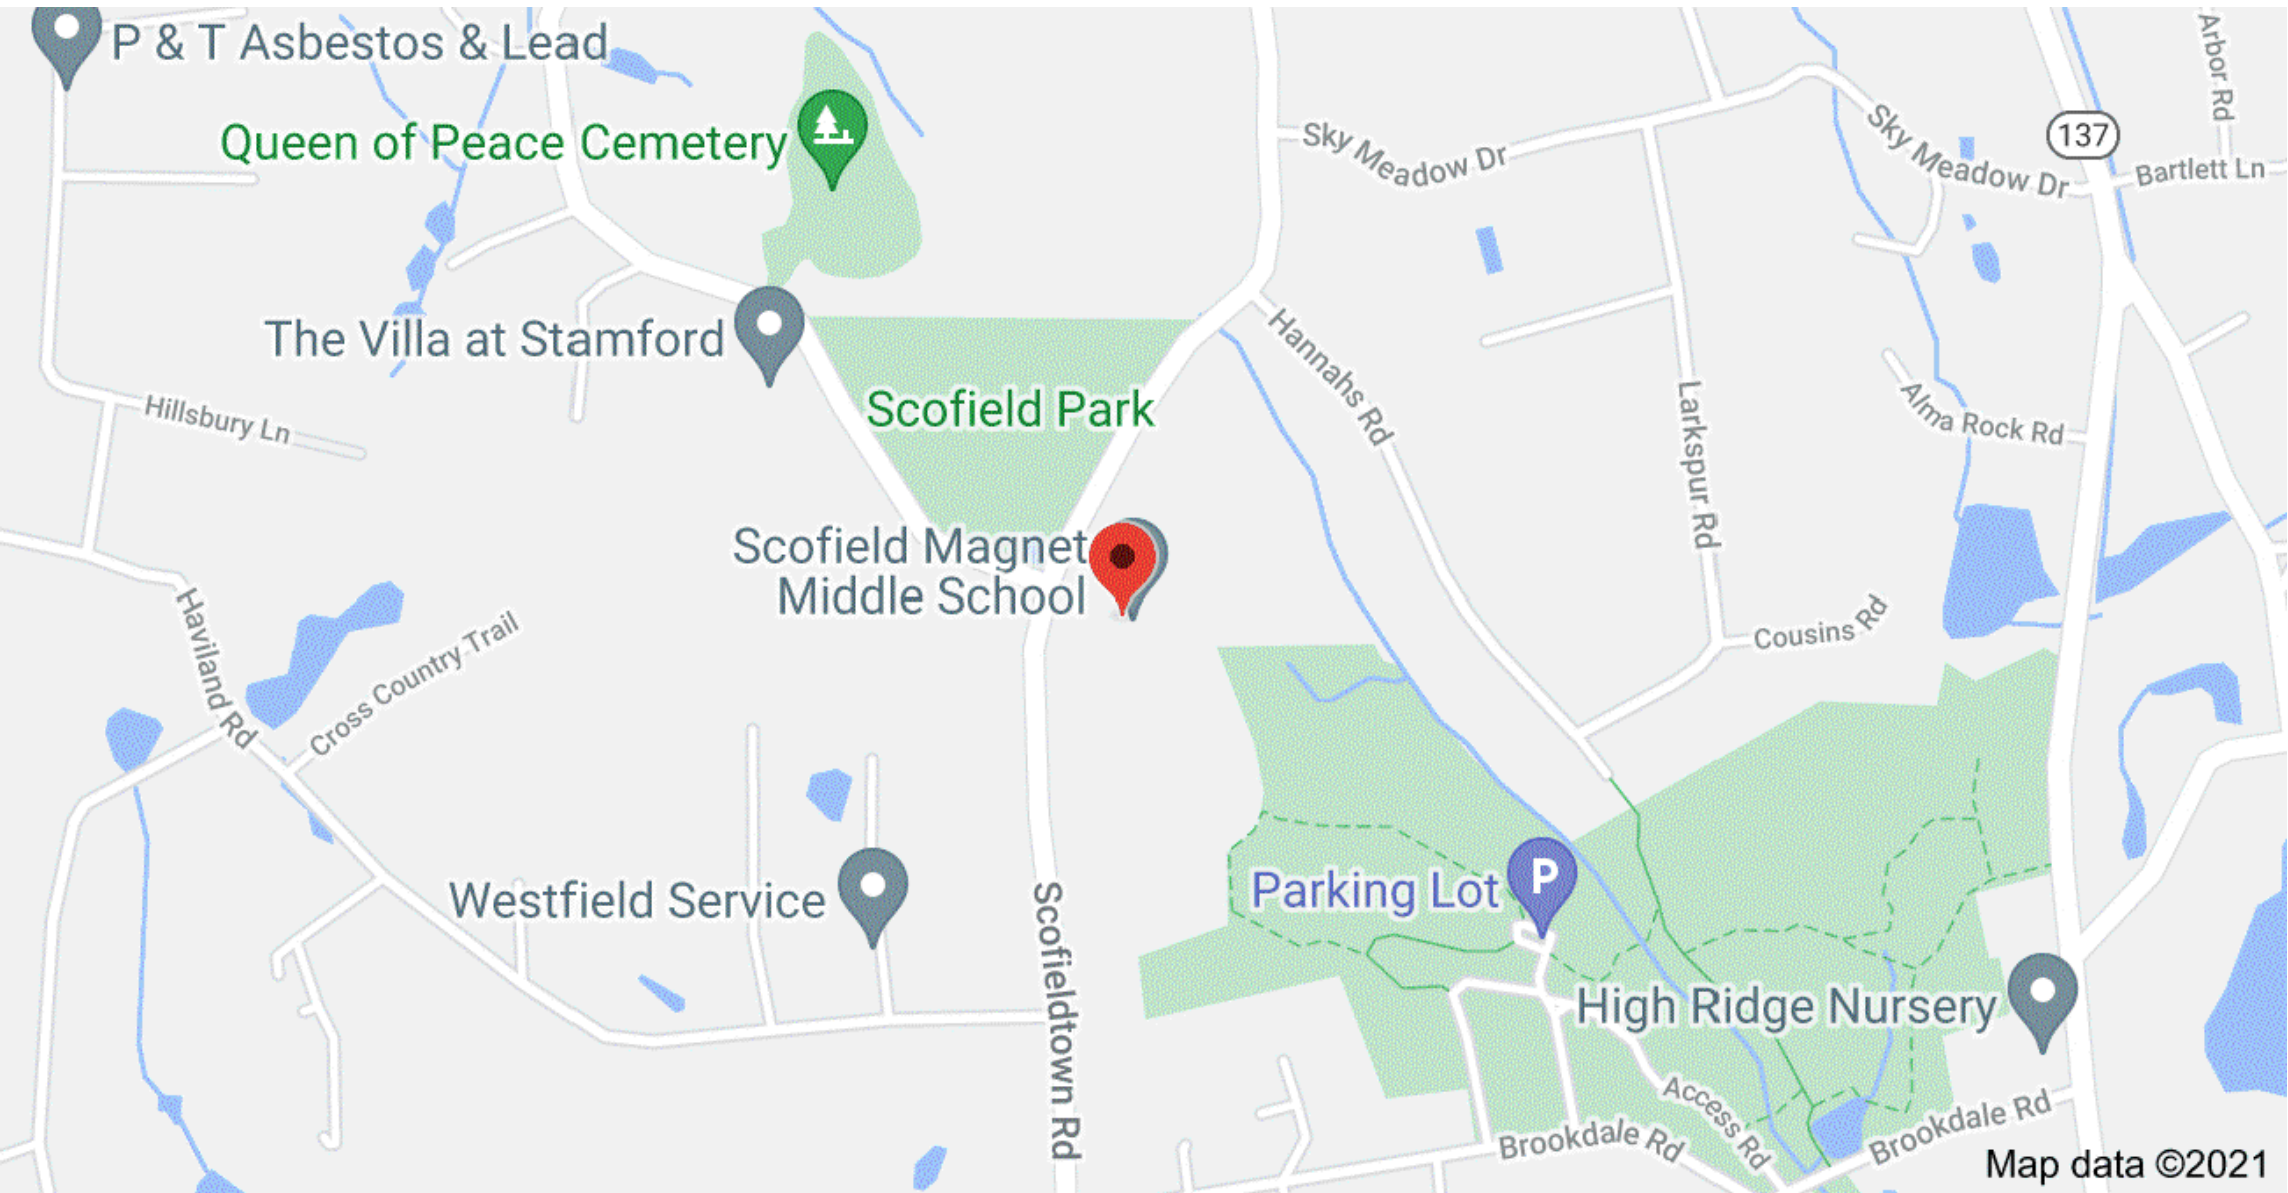 P & T Asbestos & Lead
Queen of Peace Cemetery
The Villa at Stamford
Scofield Park
Hillsbury Ln
Sky Meadow Dr
Sky Meadow Dr
137
Arbor Rd
Bartlett Ln
Hannahs Rd
Larkspur Rd
Alma Rock Rd
Cousins Rd
Scofield Magnet
Middle School
Haviland Rd
Cross Country Trail
Westfield Service
Scofieldtown Rd
Parking Lot
P
High Ridge Nursery
Access Rd
Brookdale Rd
Brookdale Rd
Map data ©2021